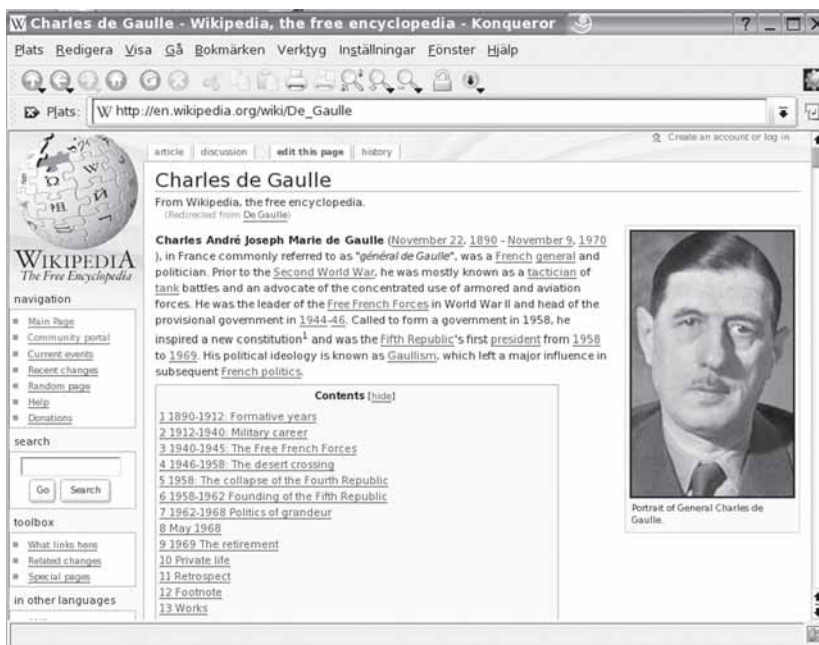 Charles de Gaulle - Wikipedia, the free encyclopedia - Konqueror
Plats Redigera Visa Gå Bokmärken Verktyg Inställningar Fönster Hjälp
Plats: http://en.wikipedia.org/wiki/De_Gaulle
Create an account or log in
article discussion edit this page history
Charles de Gaulle
From Wikipedia, the free encyclopedia.
(Redirected from De Gaulle)
Charles André Joseph Marie de Gaulle (November 22, 1890 - November 9, 1970
), in France commonly referred to as "général de Gaulle", was a French general and
politician. Prior to the Second World War, he was mostly known as a tactician of
tank battles and an advocate of the concentrated use of armored and aviation
forces. He was the leader of the Free French Forces in World War II and head of the
provisional government in 1944-46. Called to form a government in 1958, he
inspired a new constitution1 and was the Fifth Republic's first president from 1958
to 1969. His political ideology is known as Gaullism, which left a major influence in
subsequent French politics.
Contents [hide]
1 1890-1912: Formative years
2 1912-1940: Military career
3 1940-1945: The Free French Forces
4 1946-1958: The desert crossing
5 1958: The collapse of the Fourth Republic
6 1958-1962 Founding of the Fifth Republic
7 1962-1968 Politics of grandeur
8 May 1968
9 1969 The retirement
10 Private life
11 Retrospect
12 Footnote
13 Works
Portrait of General Charles de
Gaulle.
WIKIPEDIA
The Free Encyclopedia
navigation
Main Page
Community portal
Current events
Recent changes
Random page
Help
Donations
search
Go Search
toolbox
What links here
Related changes
Special pages
in other languages